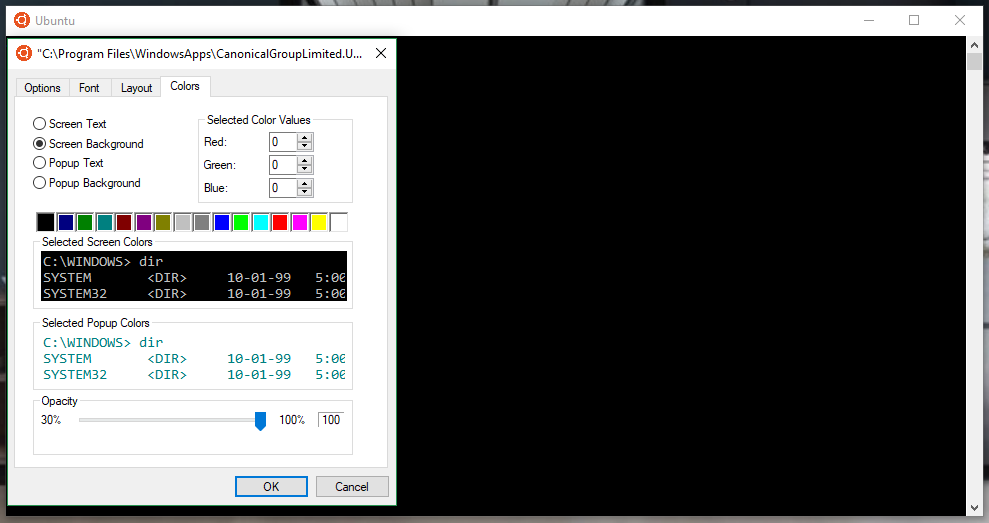 Ubuntu
"C:\Program Files\WindowsApps\CanonicalGroupLimited.U...
Options Font Layout Colors
Screen Text
Screen Background
Popup Text
Popup Background
Selected Color Values
Red: 0
Green: 0
Blue: 0
Selected Screen Colors
C:\WINDOWS> dir
SYSTEM <DIR> 10-01-99 5:00
SYSTEM32 <DIR> 10-01-99 5:00
Selected Popup Colors
C:\WINDOWS> dir
SYSTEM <DIR> 10-01-99 5:00
SYSTEM32 <DIR> 10-01-99 5:00
Opacity
30% 100% 100
OK Cancel